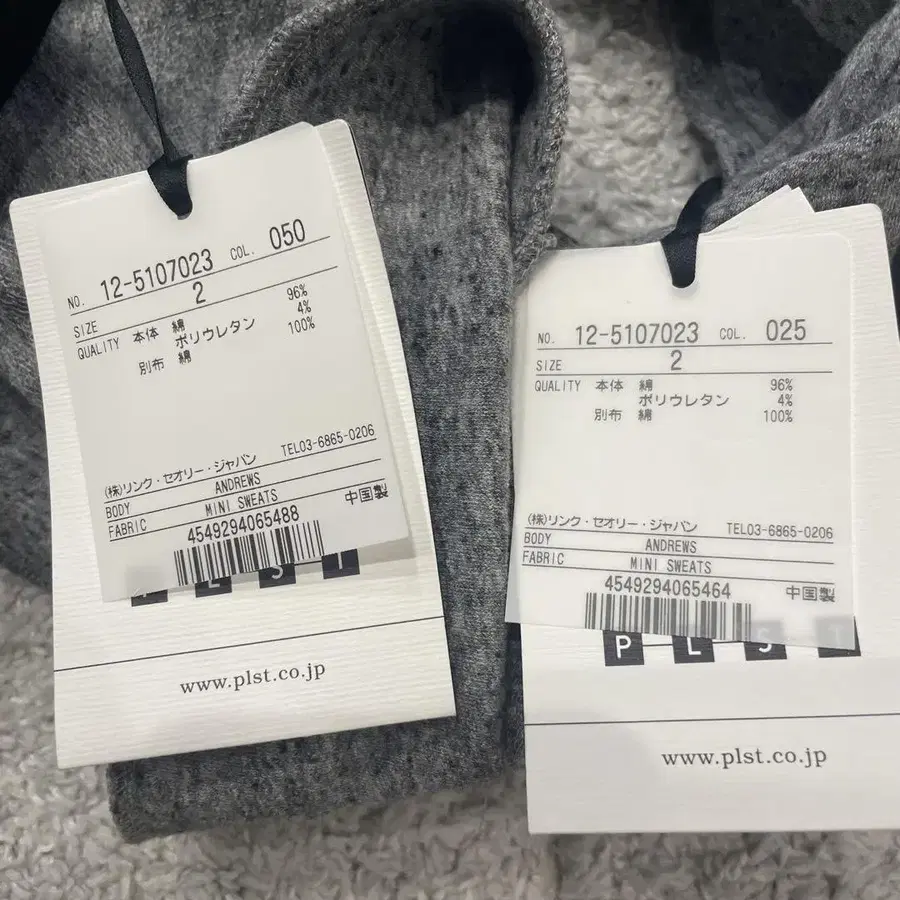 NO. 12-5107023 COL. 050
SIZE 2
QUALITY 本体 綿 96%
ポリウレタン 4%
別布 綿 100%
(株)リンク・セオリー・ジャパン TEL03-6865-0206
BODY ANDREWS
FABRIC MINI SWEATS 中国製
4549294065488
P L S T
www.plst.co.jp
NO. 12-5107023 COL. 025
SIZE 2
QUALITY 本体 綿 96%
ポリウレタン 4%
別布 綿 100%
(株)リンク・セオリー・ジャパン TEL03-6865-0206
BODY ANDREWS
FABRIC MINI SWEATS
4549294065464 中国製
P L S T
www.plst.co.jp